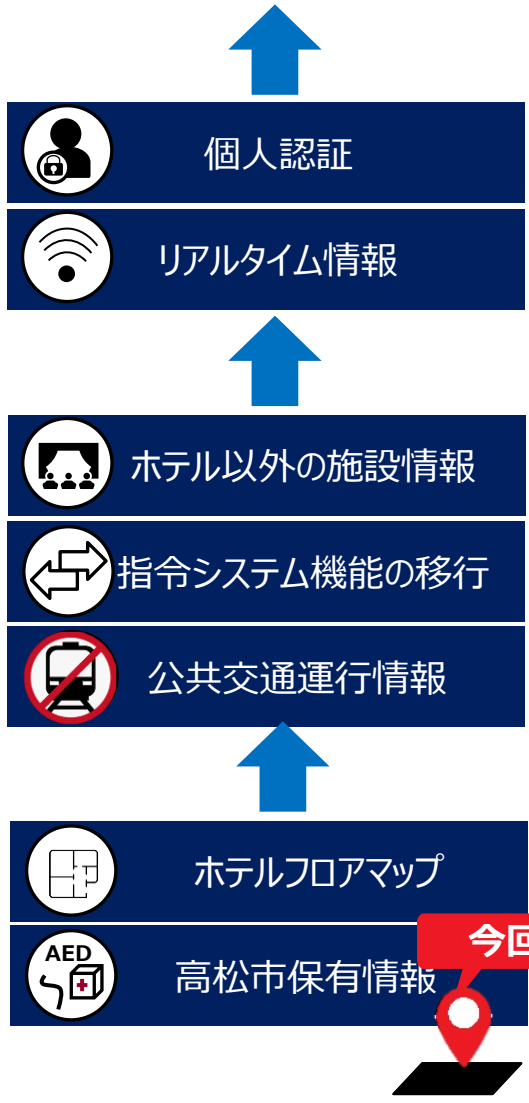 個人認証
リアルタイム情報
ホテル以外の施設情報
指令システム機能の移行
公共交通運行情報
ホテルフロアマップ
今回
AED
高松市保有情報